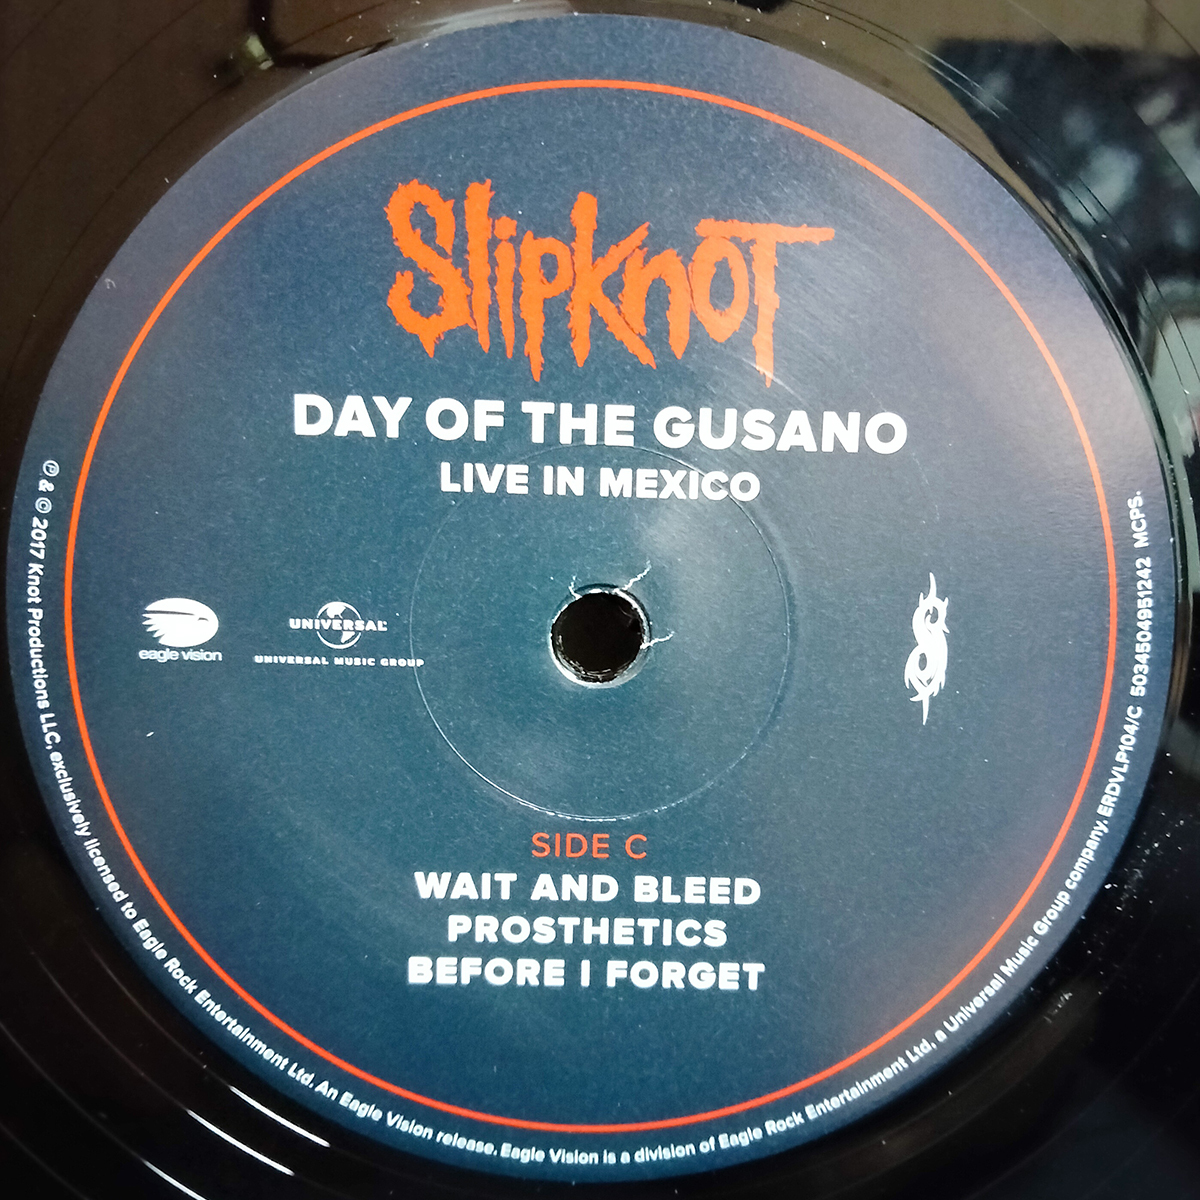 Slipknot
DAY OF THE GUSANO
LIVE IN MEXICO
eagle vision
UNIVERSAL
UNIVERSAL MUSIC GROUP
SIDE C
WAIT AND BLEED
PROSTHETICS
BEFORE I FORGET
℗ & © 2017 Knot Productions LLC, exclusively licensed to Eagle Rock Entertainment Ltd. An Eagle Vision release. Eagle Vision is a division of Eagle Rock Entertainment Ltd, a Universal Music Group company. ERDVLP104/C 5034504951242 MCPS.